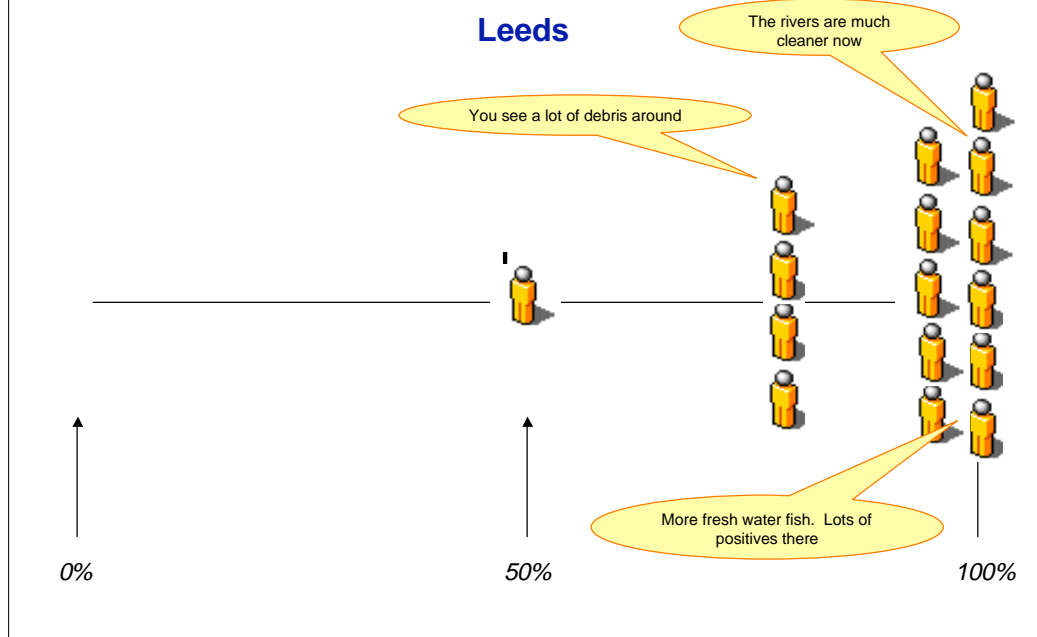 Leeds
The rivers are much
cleaner now
You see a lot of debris around
More fresh water fish.  Lots of
positives there
0%
50%
100%